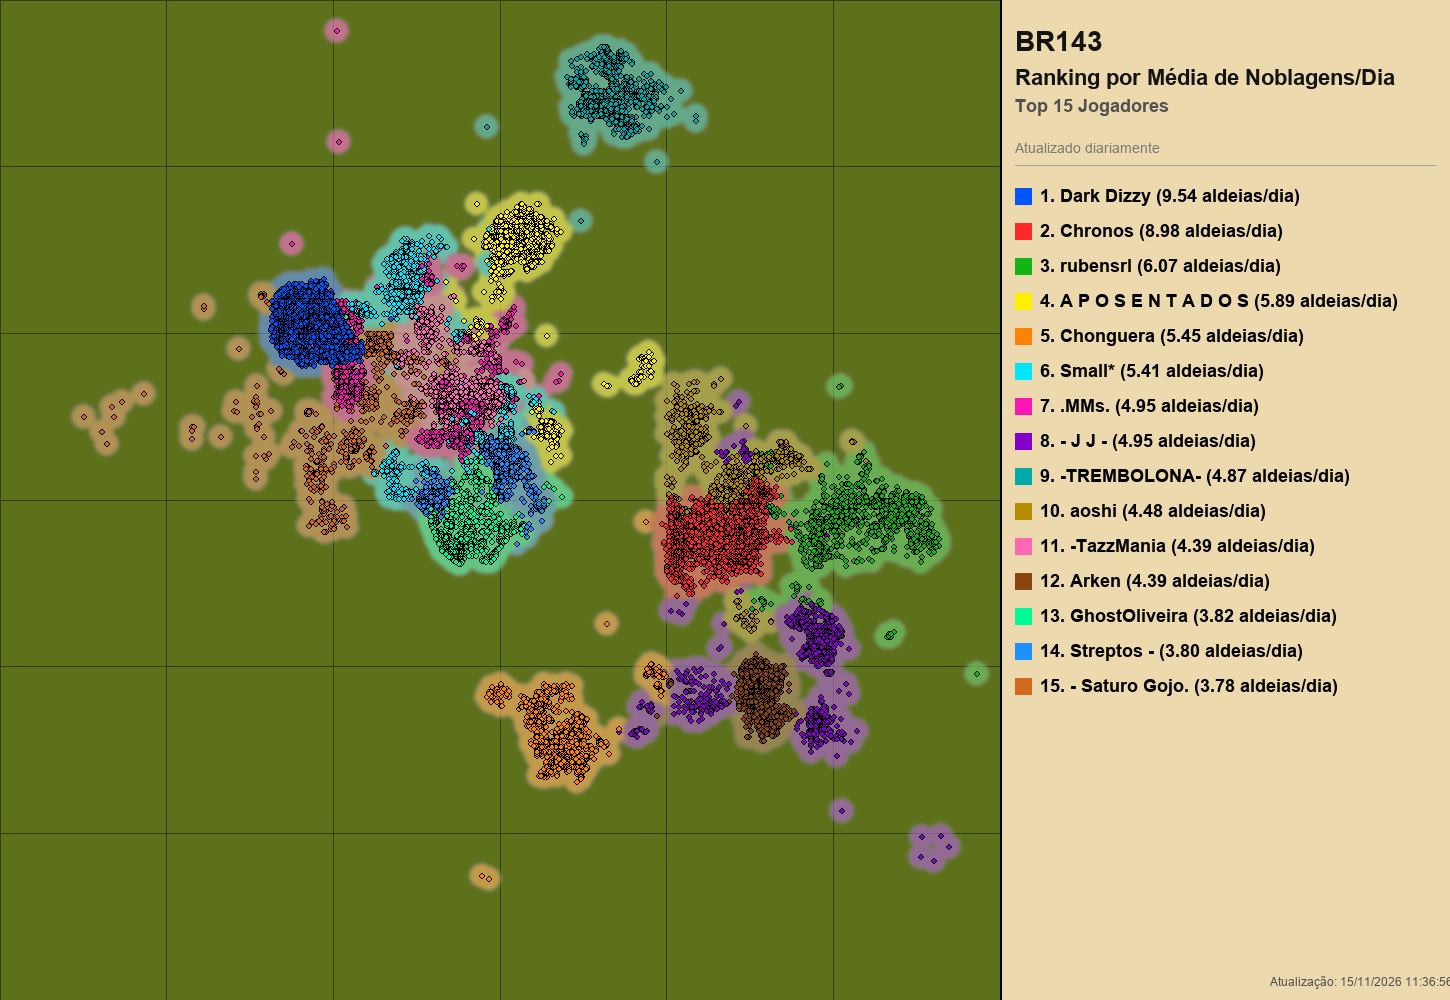 BR143
Ranking por Média de Noblagens/Dia
Top 15 Jogadores
Atualizado diariamente
1. Dark Dizzy (9.54 aldeias/dia)
2. Chronos (8.98 aldeias/dia)
3. rubensrl (6.07 aldeias/dia)
4. A P O S E N T A D O S (5.89 aldeias/dia)
5. Chonguera (5.45 aldeias/dia)
6. Small* (5.41 aldeias/dia)
7. .MMs. (4.95 aldeias/dia)
8. - J J - (4.95 aldeias/dia)
9. -TREMBOLONA- (4.87 aldeias/dia)
10. aoshi (4.48 aldeias/dia)
11. -TazzMania (4.39 aldeias/dia)
12. Arken (4.39 aldeias/dia)
13. GhostOliveira (3.82 aldeias/dia)
14. Streptos - (3.80 aldeias/dia)
15. - Saturo Gojo. (3.78 aldeias/dia)
Atualização: 15/11/2026 11:36:56